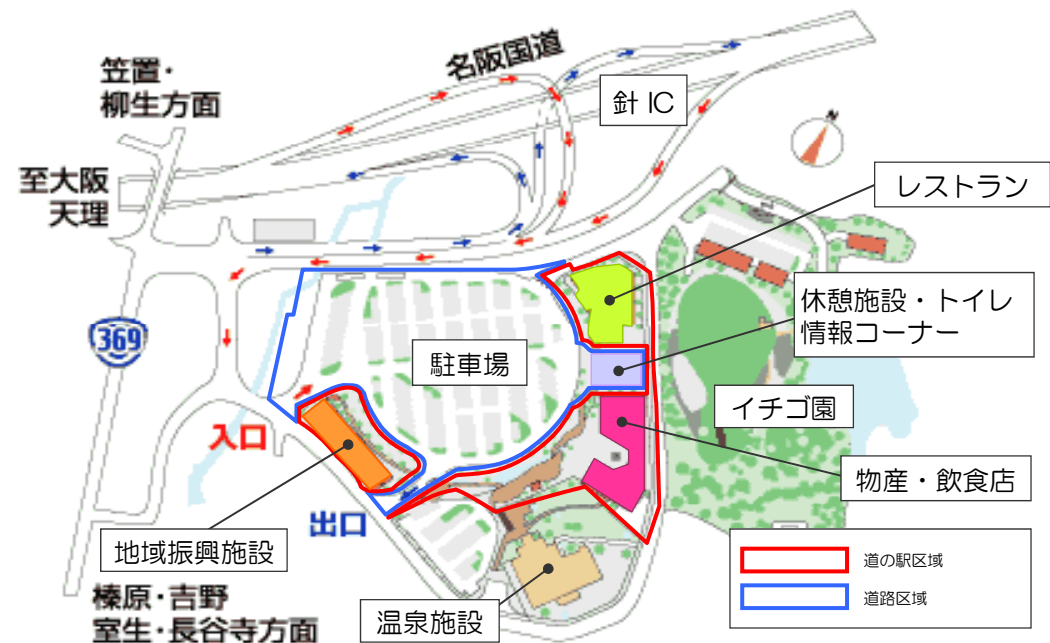 笠置・
柳生方面
名阪国道
針 IC
N
至大阪
天理
レストラン
休憩施設・トイレ
情報コーナー
369
駐車場
イチゴ園
入口
物産・飲食店
出口
地域振興施設
道の駅区域
道路区域
榛原・吉野
室生・長谷寺方面
温泉施設